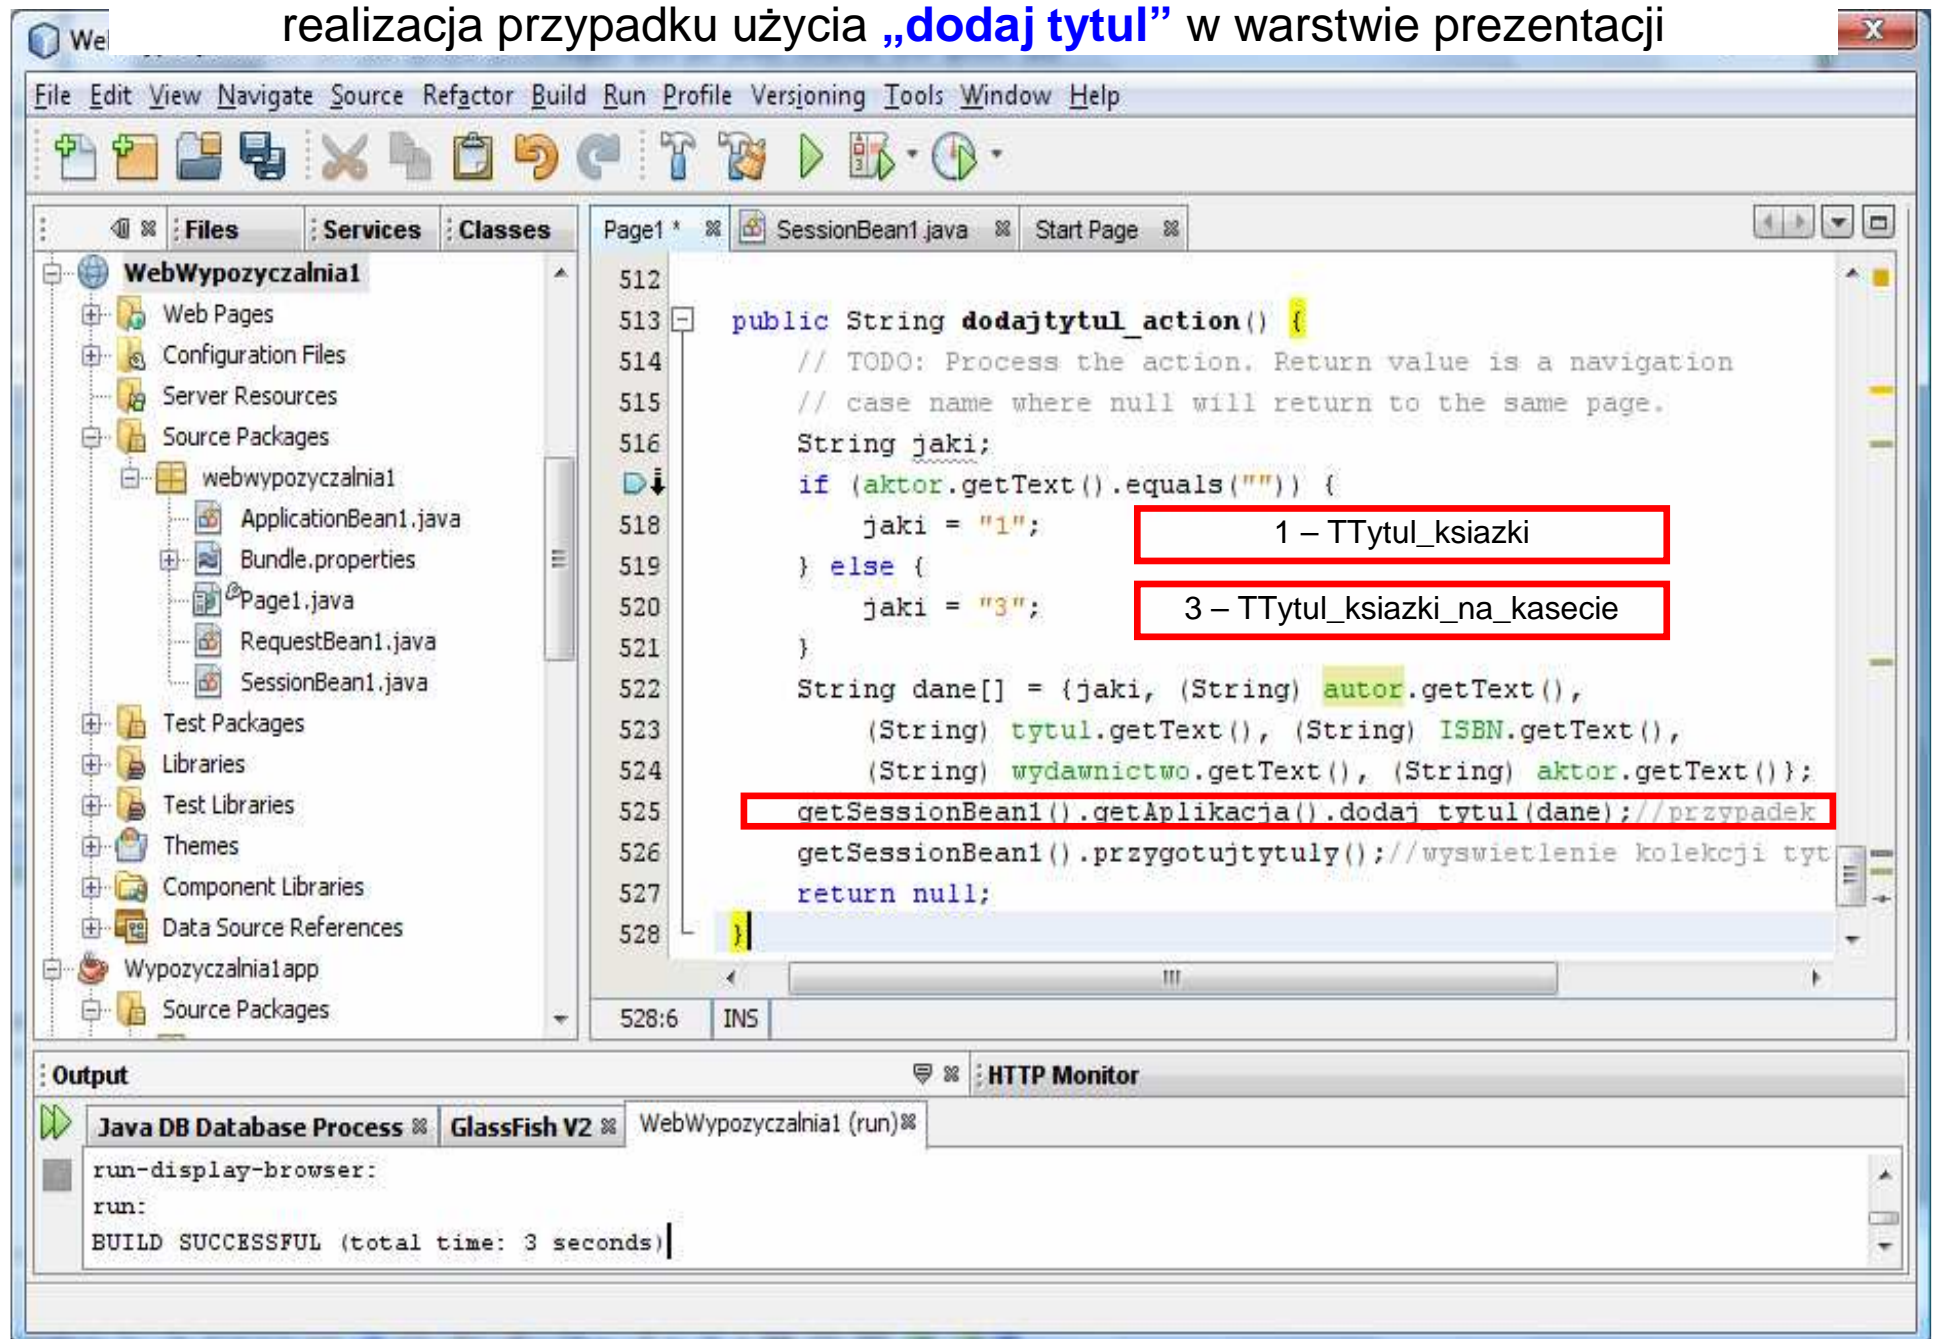 realizacja przypadku użycia „dodaj tytul” w warstwie prezentacji
We
File Edit View Navigate Source Refactor Build Run Profile Versioning Tools Window Help
Files Services Classes
Page1 * SessionBean1.java Start Page
WebWypozyczalnia1
Web Pages
Configuration Files
Server Resources
Source Packages
webwypozyczalnia1
ApplicationBean1.java
Bundle.properties
Page1.java
RequestBean1.java
SessionBean1.java
Test Packages
Libraries
Test Libraries
Themes
Component Libraries
Data Source References
Wypozyczalnia1app
Source Packages
512
513 public String dodajtytul_action() {
514 // TODO: Process the action. Return value is a navigation
515 // case name where null will return to the same page.
516 String jaki;
if (aktor.getText().equals("")) {
518 jaki = "1";
1 – TTytul_ksiazki
519 } else {
520 jaki = "3";
3 – TTytul_ksiazki_na_kasecie
521 }
522 String dane[] = {jaki, (String) autor.getText(),
523 (String) tytul.getText(), (String) ISBN.getText(),
524 (String) wydawnictwo.getText(), (String) aktor.getText()};
525 getSessionBean1().getAplikacja().dodaj_tytul(dane);//przypadek
526 getSessionBean1().przygotujtytuly();//wyswietlenie kolekcji tyt
527 return null;
528 }
528:6 INS
Output
HTTP Monitor
Java DB Database Process GlassFish V2 WebWypozyczalnia1 (run)
run-display-browser:
run:
BUILD SUCCESSFUL (total time: 3 seconds)